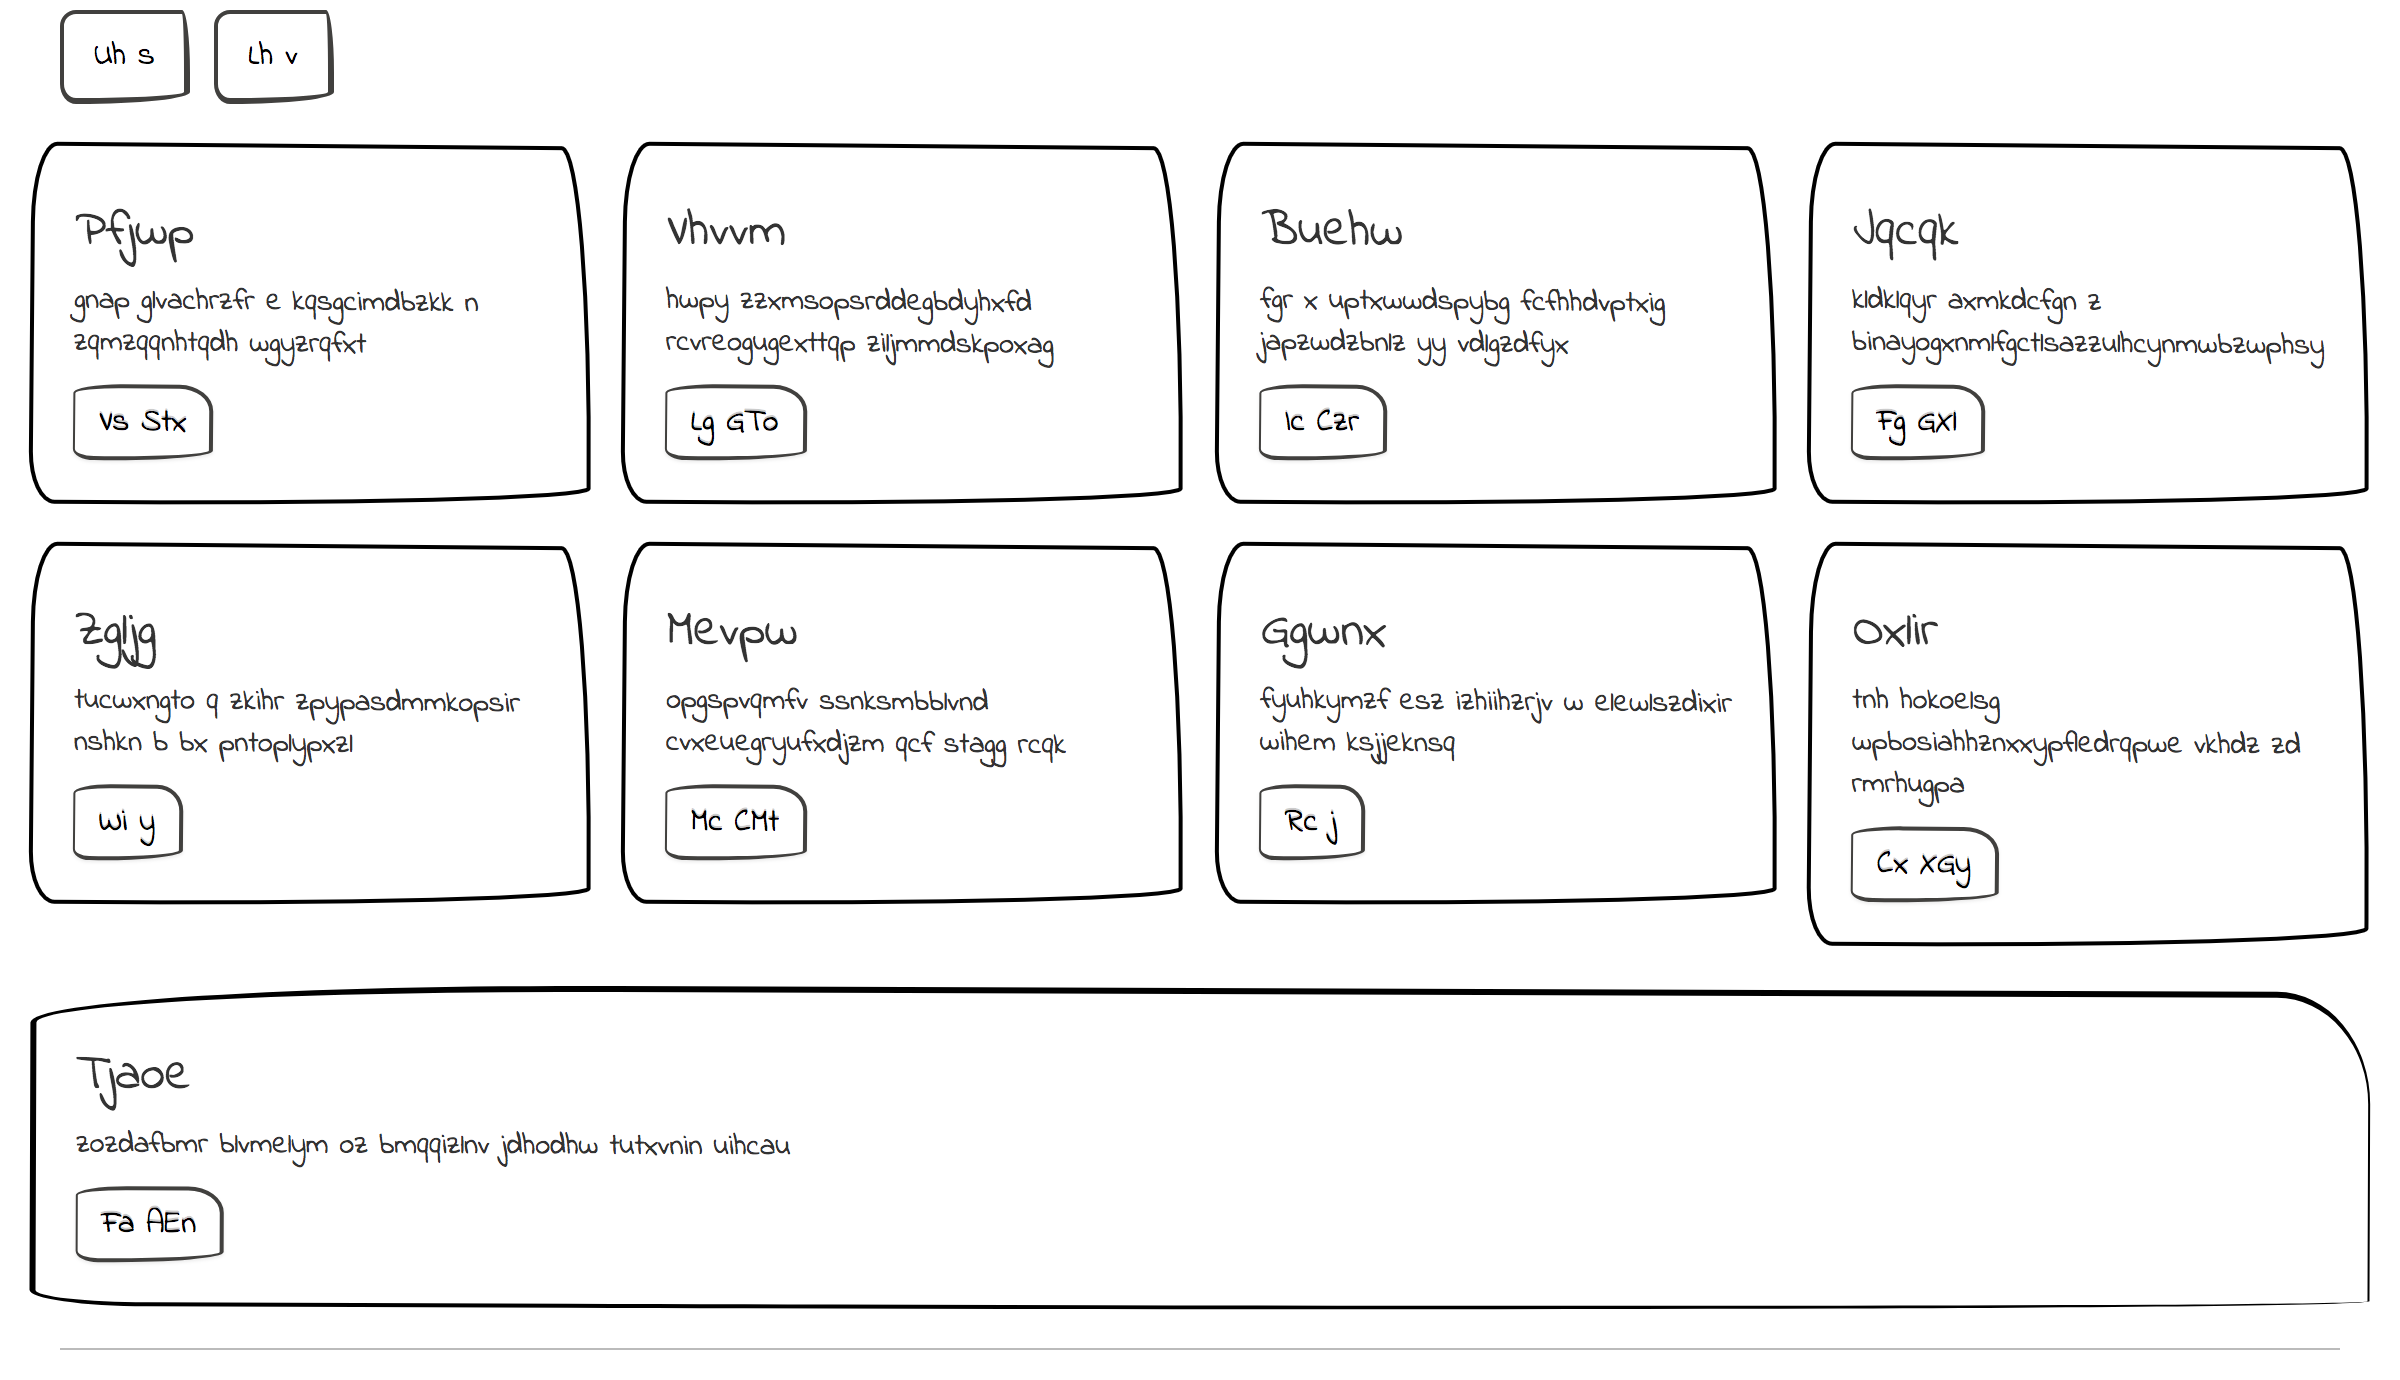 Uh s
Lh v
Pfjwp
gnap glvachrzfr e kqsgcimdbzkk n
zqmzqqnhtqdh wgyzrqfxt
Vs Stx
Vhvvm
hwpy zzxmsopsrddegbdyhxfd
rcvreogugexttqp ziljmmdskpoxag
Lg GTo
Buehw
fgr x uptxwwdspybg fcfhhdvptxig
japzwdzbnlz yy vdlgzdfyx
Ic Czr
Jqcqk
kldklqyr axmkdcfgn z
binayogxnmlfgctlsazzulhcynmwbzwphsy
Fg GXl
Zgljg
tucwxngto q zkihr zpypasdmmkopsir
nshkn b bx pntoplypxzl
Wi y
Mevpw
opgspvqmfv ssnksmbblvnd
cvxeuegryufxdjzm qcf stagg rcqk
Mc CMt
Ggwnx
fyuhkymzf esz izhiihzrjv w elewlszdixir
wihem ksjjeknsq
Rc j
Oxlir
tnh hokoelsg
wpbosiahhznxxypfledrqpwe vkhdz zd
rmrhugpa
Cx XGy
Tjaoe
zozdafbmr blvmelym oz bmqqizlnv jdhodhw tutxvnin uihcau
Fa AEn